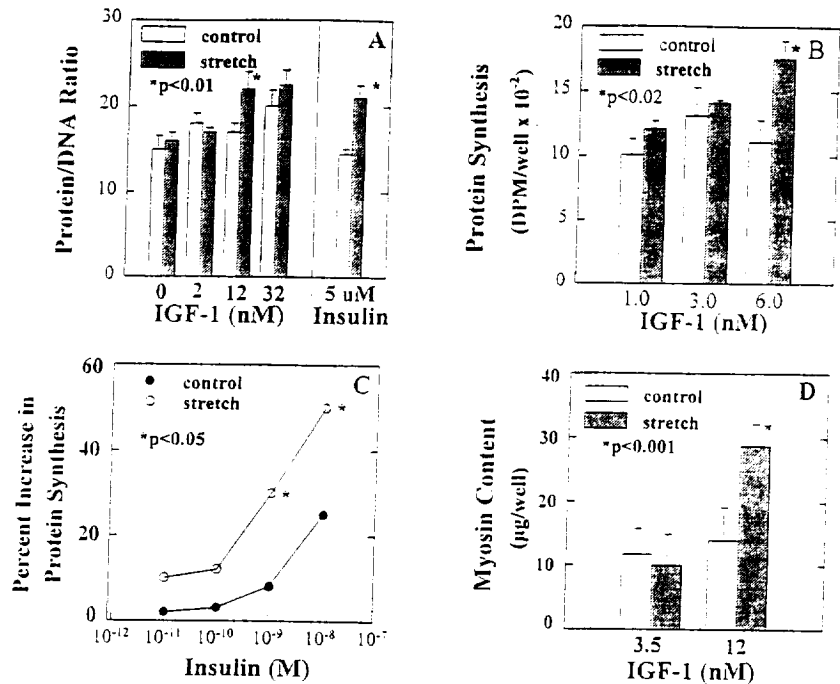 A
control
stretch
*p<0.01
*
*
Protein/DNA Ratio
30
20
10
0
0 2 12 32 5 uM
IGF-1 (nM) Insulin
B
control
stretch
*p<0.02
*
Protein Synthesis
(DPM/well x 10-2)
20
15
10
5
0
1.0 3.0 6.0
IGF-1 (nM)
C
control
stretch
*p<0.05
*
*
Percent Increase in
Protein Synthesis
60
40
20
0
10-12 10-11 10-10 10-9 10-8 10-7
Insulin (M)
D
control
stretch
*p<0.001
*
Myosin Content
(µg/well)
40
30
20
10
0
3.5 12
IGF-1 (nM)